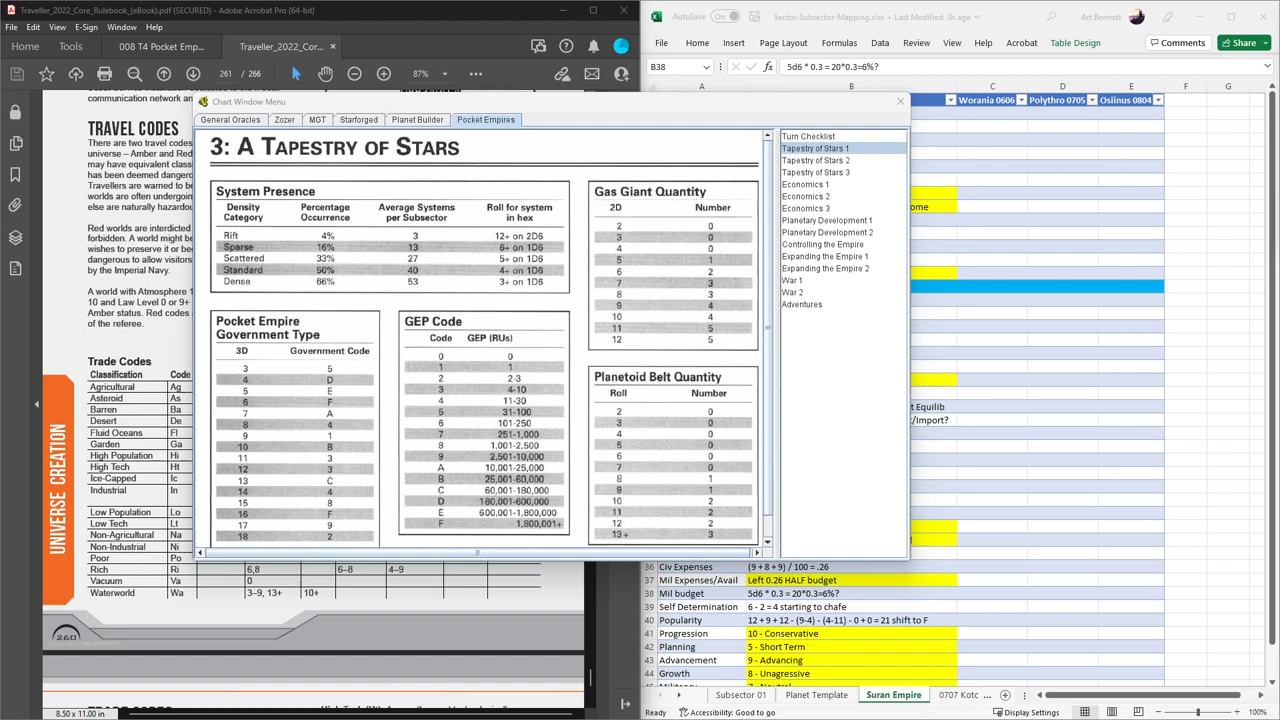 Traveller_2022_Core_Rulebook_(eBook).pdf (SECURED) - Adobe Acrobat Pro (64-bit)
File Edit View E-Sign Window Help
Home Tools 008 T4 Pocket Emp... Traveller_2022_Cor... ×
261 / 266 87%
communication network an
TRAVEL CODES
There are two travel codes
universe – Amber and Red
may have equivalent class
has been deemed dangero
Travellers are warned to be
worlds are often undergoin
else are naturally hazardou
Red worlds are interdicted
forbidden. A world might be
wishes to preserve it or bec
dangerous to allow visitors
by the Imperial Navy.
A world with Atmosphere 1
10 and Law Level 0 or 9+
Amber status. Red codes a
of the referee.
Trade Codes
Classification Code
Agricultural Ag
Asteroid As
Barren Ba
Desert De
Fluid Oceans Fl
Garden Ga
High Population Hi
High Tech Ht
Ice-Capped Ic
Industrial In
Low Population Lo
Low Tech Lt
Non-Agricultural Na
Non-Industrial Ni
Poor Po
Rich Ri 6,8 6–8 4–9
Vacuum Va 0
Waterworld Wa 3–9, 13+ 10+
UNIVERSE CREATION
260
8.50 x 11.00 in
Chart Window Menu
General Oracles Zozer MGT Starforged Planet Builder Pocket Empires
3: A TAPESTRY OF STARS
System Presence
Density Category Percentage Occurrence Average Systems per Subsector Roll for system in hex
Rift 4% 3 12+ on 2D6
Sparse 16% 13 6+ on 1D6
Scattered 33% 27 5+ on 1D6
Standard 50% 40 4+ on 1D6
Dense 66% 53 3+ on 1D6
Pocket Empire
Government Type
3D Government Code
3 5
4 D
5 E
6 F
7 A
8 4
9 1
10 B
11 3
12 3
13 C
14 4
15 8
16 F
17 9
18 2
GEP Code
Code GEP (RUs)
0 0
1 1
2 2-3
3 4-10
4 11-30
5 31-100
6 101-250
7 251-1,000
8 1,001-2,500
9 2,501-10,000
A 10,001-25,000
B 25,001-60,000
C 60,001-180,000
D 180,001-600,000
E 600,001-1,800,000
F 1,800,001+
Gas Giant Quantity
2D Number
2 0
3 0
4 0
5 1
6 2
7 3
8 3
9 4
10 4
11 5
12 5
Planetoid Belt Quantity
Roll Number
2 0
3 0
4 0
5 0
6 0
7 0
8 1
9 1
10 2
11 2
12 2
13+ 3
Turn Checklist
Tapestry of Stars 1
Tapestry of Stars 2
Tapestry of Stars 3
Economics 1
Economics 2
Economics 3
Planetary Development 1
Planetary Development 2
Controlling the Empire
Expanding the Empire 1
Expanding the Empire 2
War 1
War 2
Adventures
AutoSave Off Sector-Subsector-Mapping.xlsx • Last Modified: 3h ago Art Bennett
File Home Insert Page Layout Formulas Data Review View Help Acrobat Table Design Comments Share
B38 fx 5d6 * 0.3 = 20*0.3=6%?
A B C D E F G
Worania 0606 Polythro 0705 Osiinus 0804
ome
t Equilib
/Import?
36 Civ Expenses (9 + 8 + 9) / 100 = .26
37 Mil Expenses/Avail Left 0.26 HALF budget
38 Mil budget 5d6 * 0.3 = 20*0.3=6%?
39 Self Determination 6 - 2 = 4 starting to chafe
40 Popularity 12 + 9 + 12 - (9-4) - (4-11) - 0 + 0 = 21 shift to F
41 Progression 10 - Conservative
42 Planning 5 - Short Term
43 Advancement 9 - Advancing
44 Growth 8 - Unagressive
Subsector 01 Planet Template Suran Empire 0707 Kotc ...
Ready Accessibility: Good to go Display Settings 100%